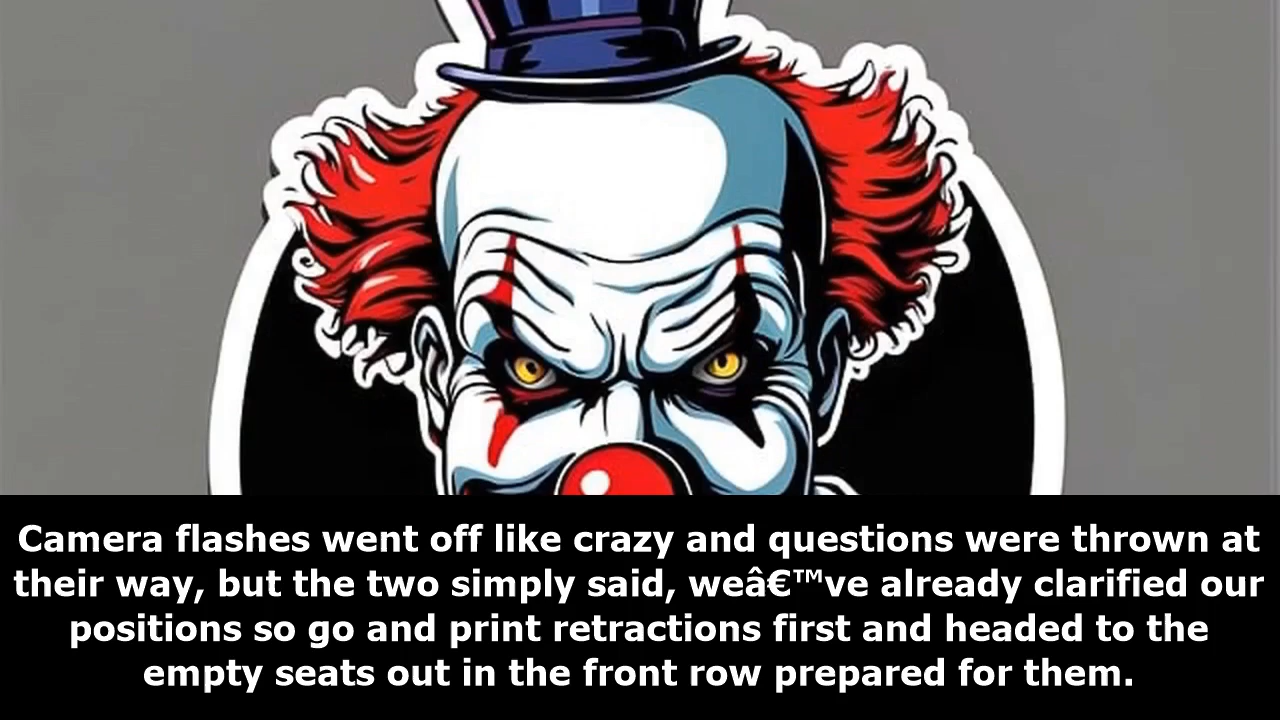 Camera flashes went off like crazy and questions were thrown at
their way, but the two simply said, weâ€™ve already clarified our
positions so go and print retractions first and headed to the
empty seats out in the front row prepared for them.